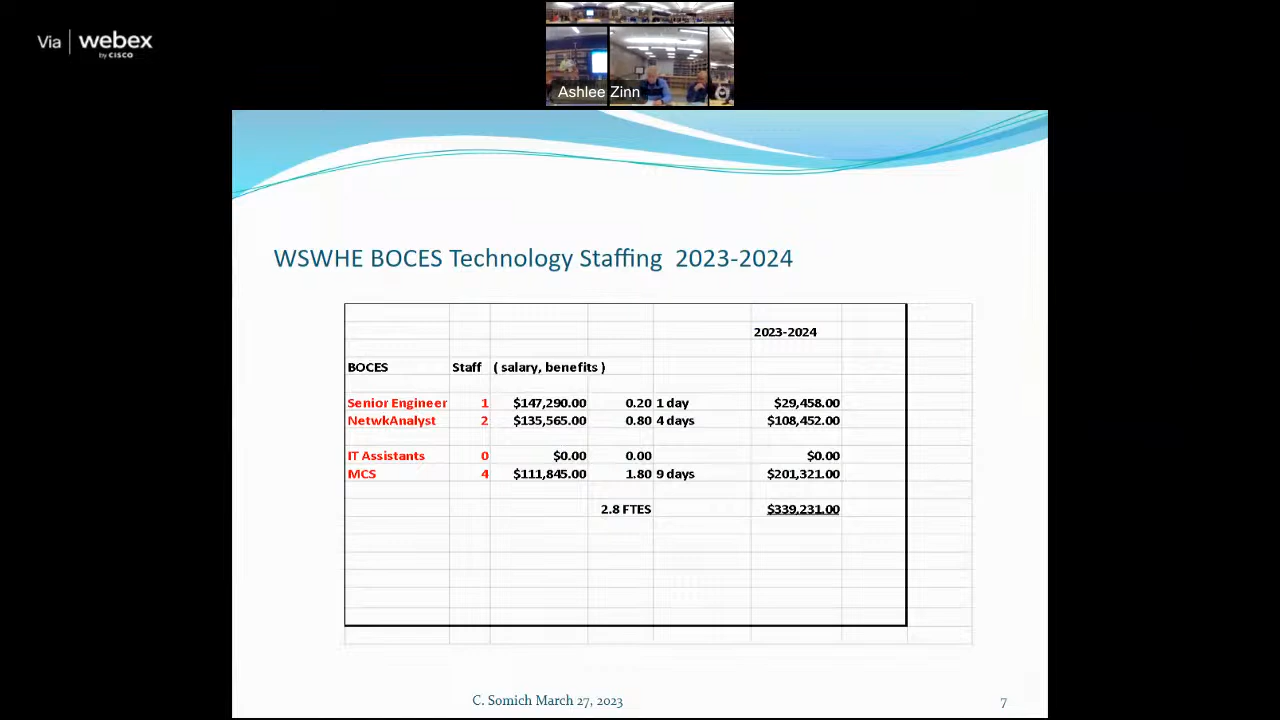 Via | webex
by CISCO
Ashlee Zinn
WSWHE BOCES Technology Staffing 2023-2024
2023-2024
BOCES Staff ( salary, benefits )
Senior Engineer 1 $147,290.00 0.20 1 day $29,458.00
NetwkAnalyst 2 $135,565.00 0.80 4 days $108,452.00
IT Assistants 0 $0.00 0.00 $0.00
MCS 4 $111,845.00 1.80 9 days $201,321.00
2.8 FTES $339,231.00
C. Somich March 27, 2023 7